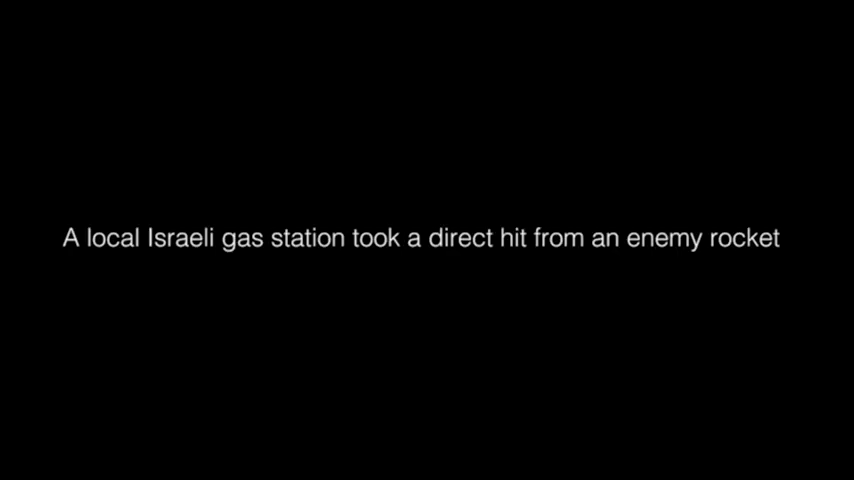 A local Israeli gas station took a direct hit from an enemy rocket